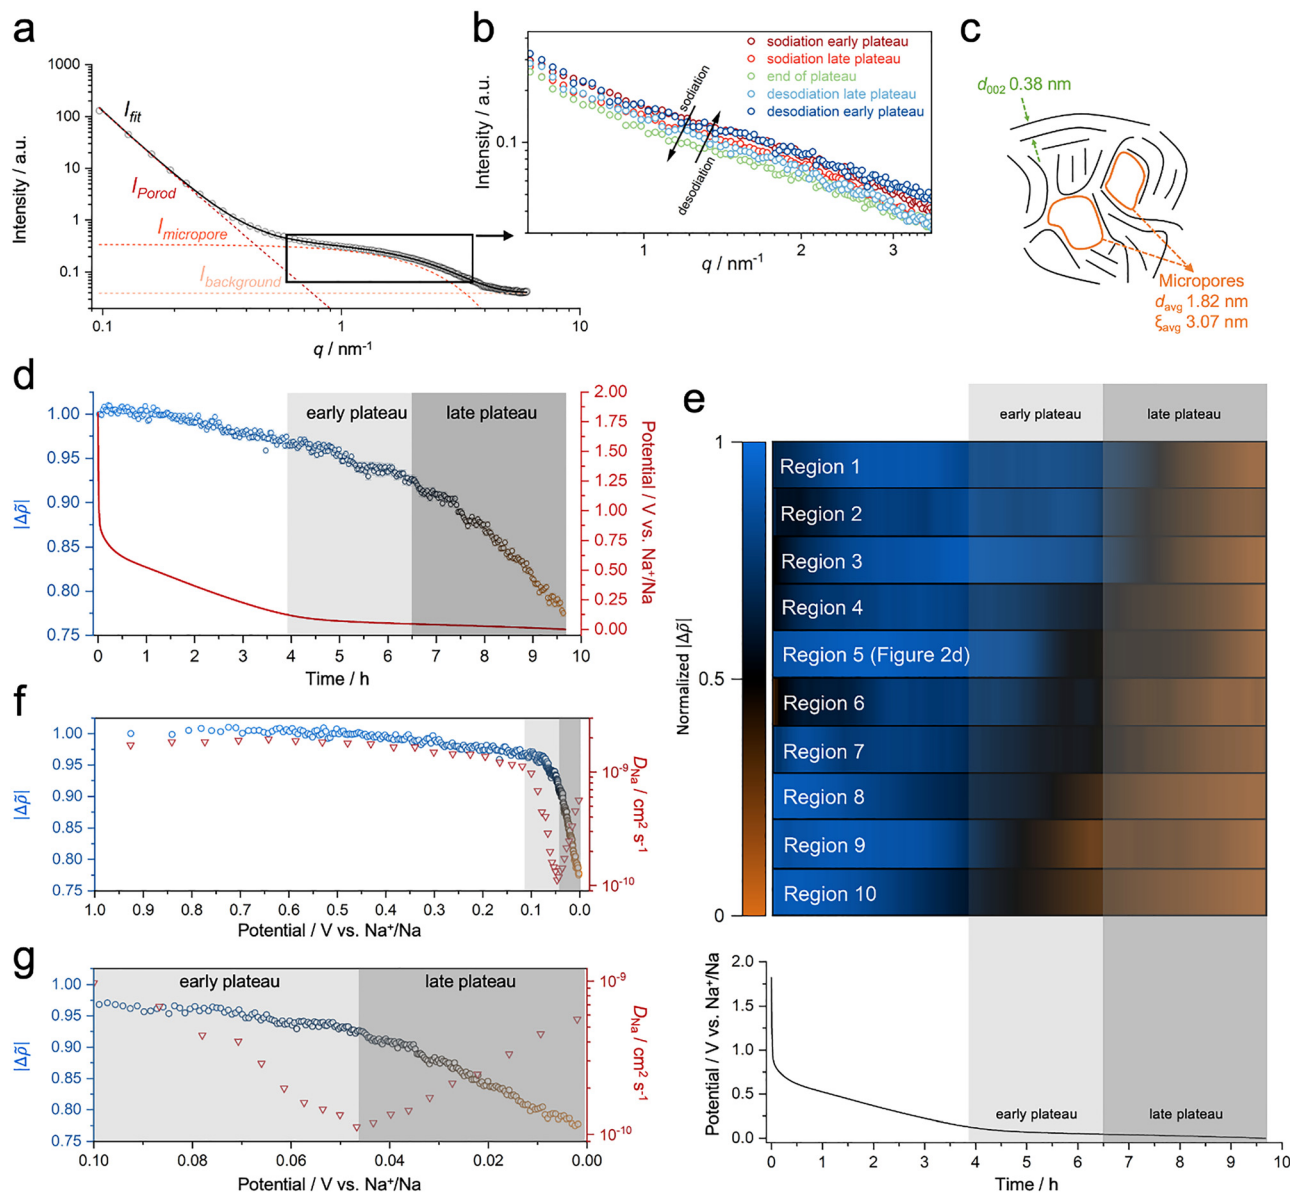 a
1000
100
10
1
0.1
Intensity / a.u.
I_fit
I_Porod
I_micropore
I_background
0.1
1
10
q / nm⁻¹
b
sodiation early plateau
sodiation late plateau
end of plateau
desodiation late plateau
desodiation early plateau
Intensity / a.u.
0.1
sodiation
desodiation
1
2
3
q / nm⁻¹
c
d₀₀₂ 0.38 nm
Micropores
d_avg 1.82 nm
ξ_avg 3.07 nm
d
early plateau
late plateau
1.00
0.95
0.90
0.85
0.80
0.75
|Δρ̃|
2.00
1.75
1.50
1.25
1.00
0.75
0.50
0.25
0.00
Potential / V vs. Na⁺/Na
0 1 2 3 4 5 6 7 8 9 10
Time / h
e
early plateau
late plateau
1
0.5
0
Normalized |Δρ̃|
Region 1
Region 2
Region 3
Region 4
Region 5 (Figure 2d)
Region 6
Region 7
Region 8
Region 9
Region 10
2.0
1.5
1.0
0.5
0.0
Potential / V vs. Na⁺/Na
early plateau
late plateau
0 1 2 3 4 5 6 7 8 9 10
Time / h
f
1.00
0.95
0.90
0.85
0.80
0.75
|Δρ̃|
10⁻⁹
10⁻¹⁰
D_Na / cm² s⁻¹
1.0 0.9 0.8 0.7 0.6 0.5 0.4 0.3 0.2 0.1 0.0
Potential / V vs. Na⁺/Na
g
early plateau
late plateau
1.00
0.95
0.90
0.85
0.80
0.75
|Δρ̃|
10⁻⁹
10⁻¹⁰
D_Na / cm² s⁻¹
0.10 0.08 0.06 0.04 0.02 0.00
Potential / V vs. Na⁺/Na